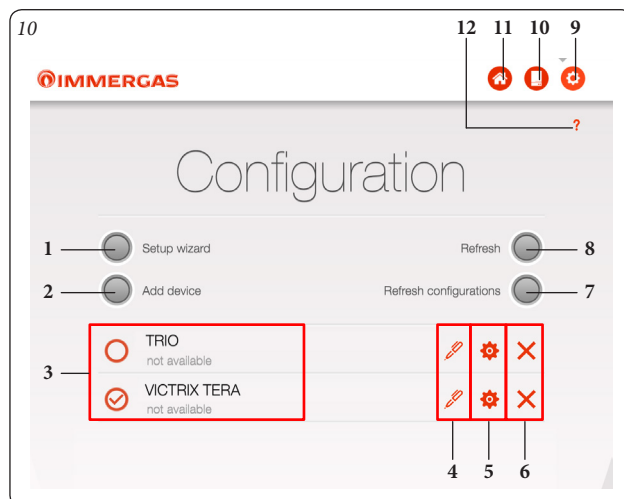 10
12 11 10 9
IMMERGAS
?
Configuration
1 Setup wizard Refresh 8
2 Add device Refresh configurations 7
3
TRIO
not available
VICTRIX TERA
not available
4 5 6